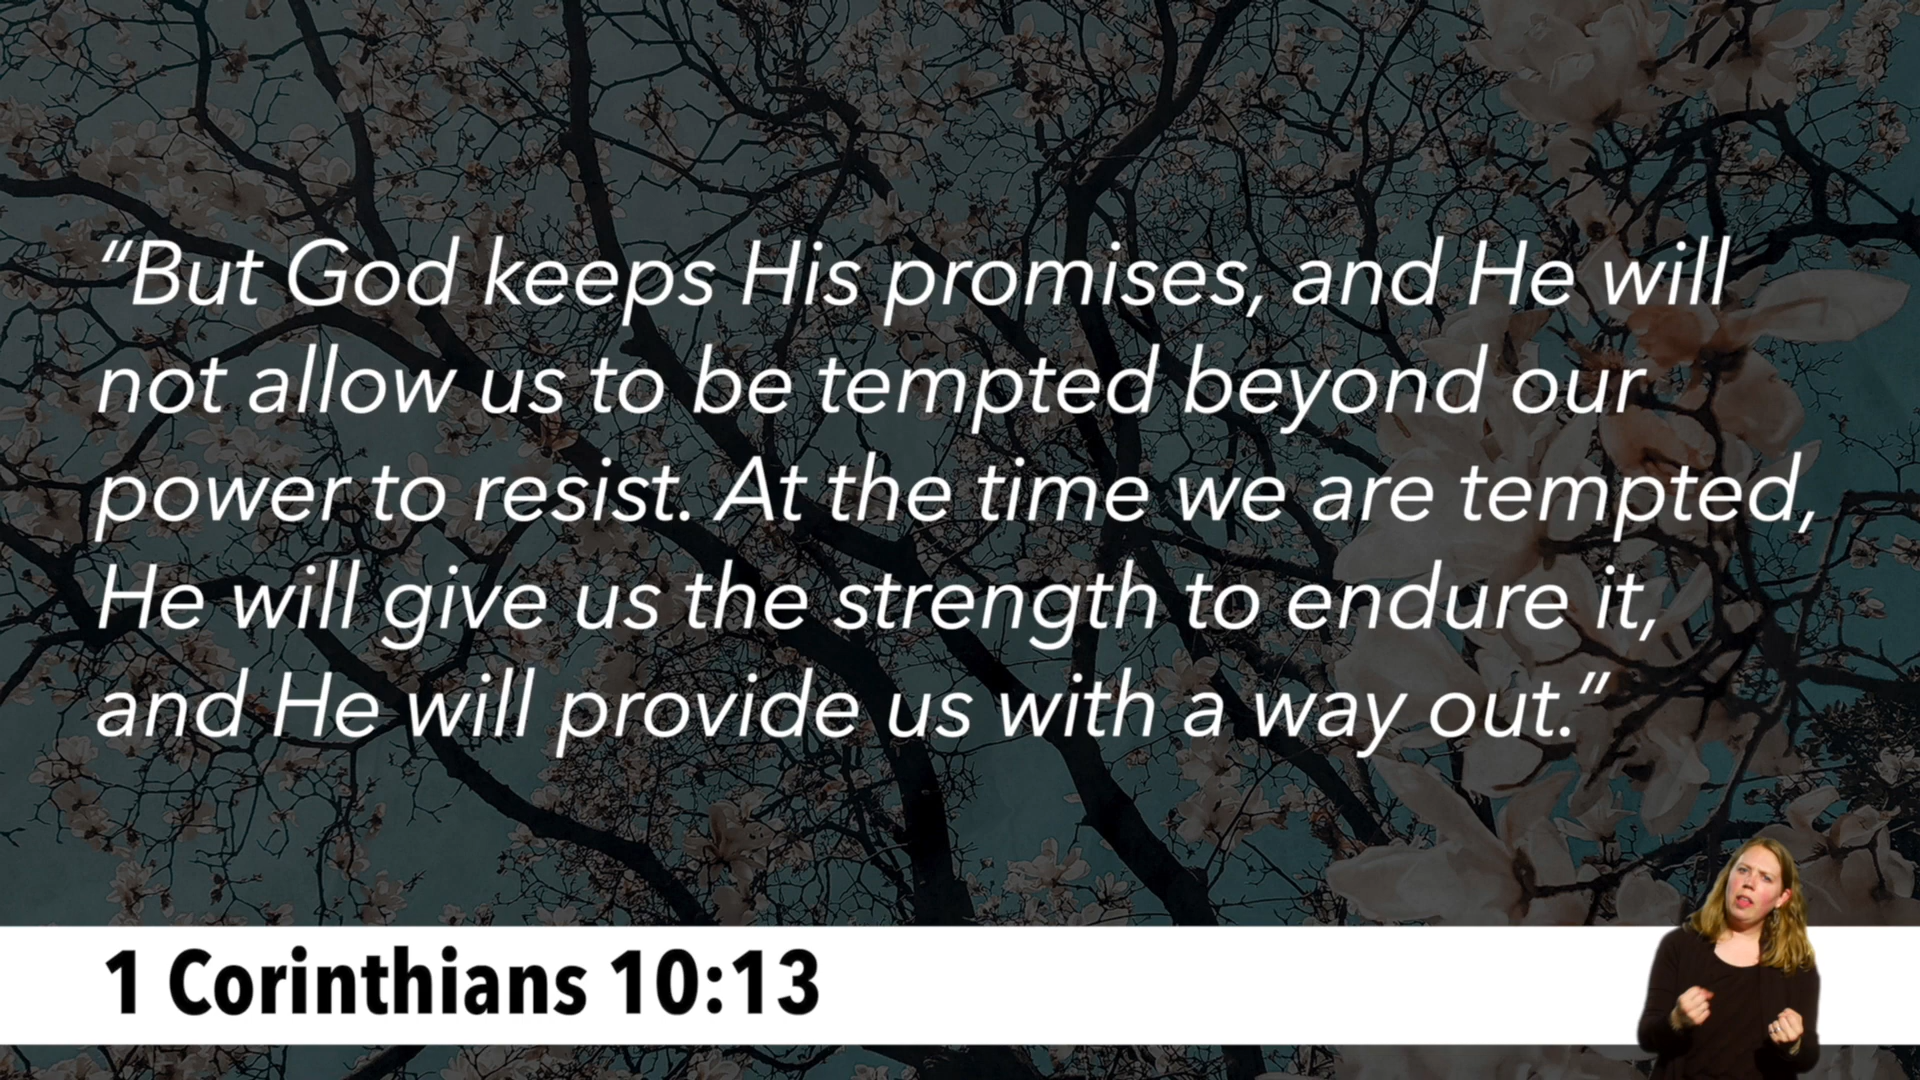 “But God keeps His promises, and He will
not allow us to be tempted beyond our
power to resist. At the time we are tempted,
He will give us the strength to endure it,
and He will provide us with a way out.”
1 Corinthians 10:13